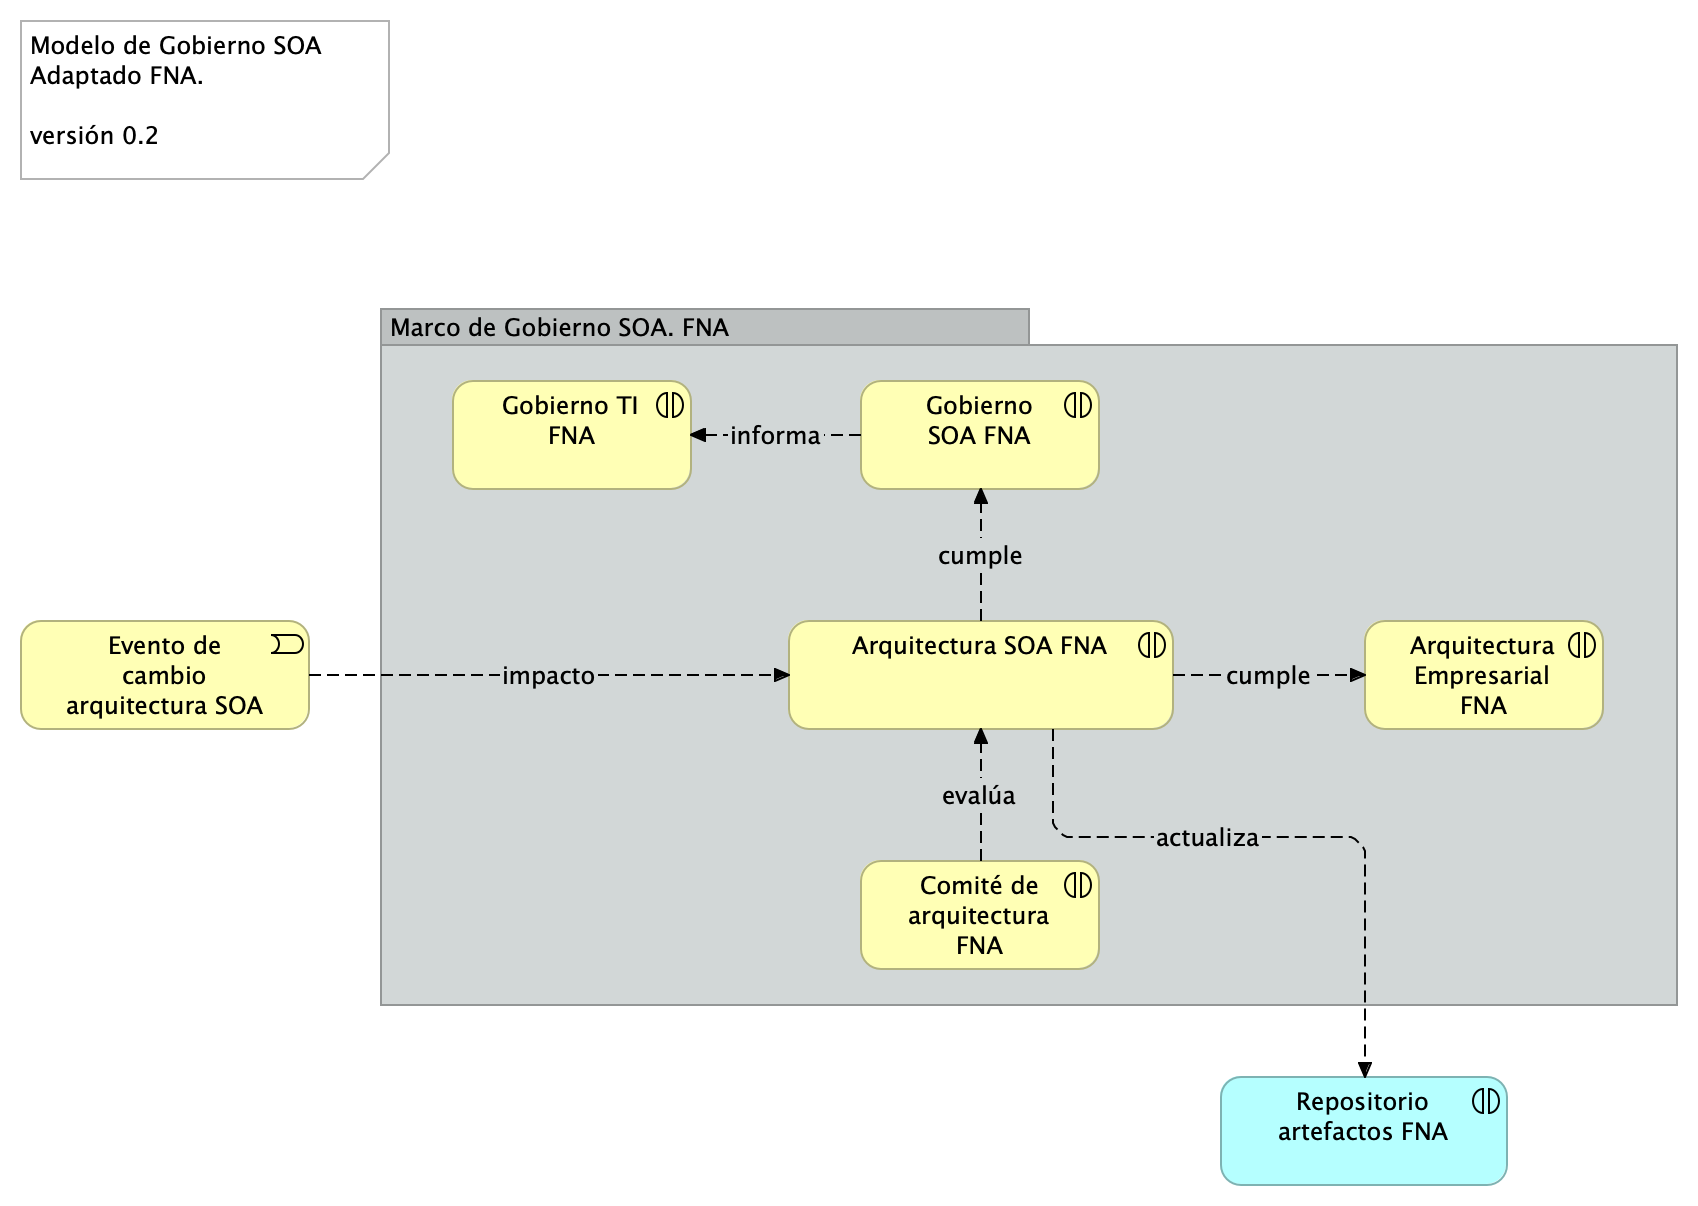 Modelo de Gobierno SOA
Adaptado FNA.
versión 0.2
Marco de Gobierno SOA. FNA
Gobierno TI
FNA
informa
Gobierno
SOA FNA
cumple
Evento de
cambio
arquitectura SOA
impacto
Arquitectura SOA FNA
cumple
Arquitectura
Empresarial
FNA
evalúa
actualiza
Comité de
arquitectura
FNA
Repositorio
artefactos FNA